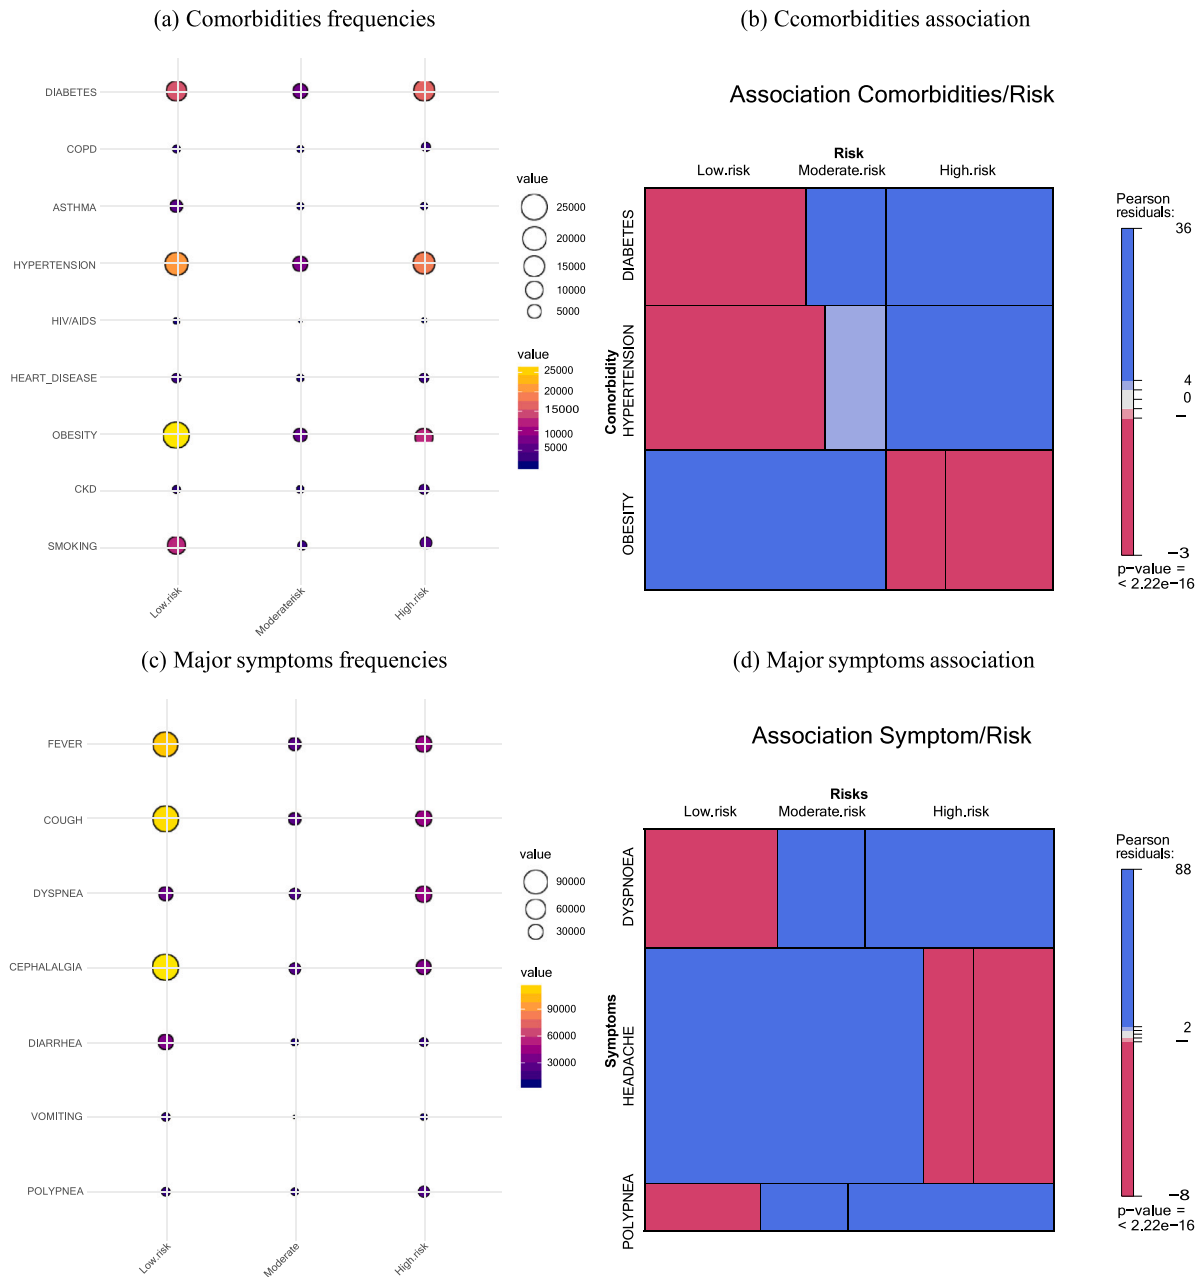 (a) Comorbidities frequencies
DIABETES
COPD
ASTHMA
HYPERTENSION
HIV/AIDS
HEART_DISEASE
OBESITY
CKD
SMOKING
Low.risk
Moderaterisk
High.risk
value
25000
20000
15000
10000
5000
value
25000
20000
15000
10000
5000
(b) Ccomorbidities association
Association Comorbidities/Risk
Risk
Low.risk
Moderate.risk
High.risk
Comorbidity
DIABETES
HYPERTENSION
OBESITY
Pearson
residuals:
36
4
0
−
−3
p−value =
< 2.22e−16
(c) Major symptoms frequencies
FEVER
COUGH
DYSPNEA
CEPHALALGIA
DIARRHEA
VOMITING
POLYPNEA
Low.risk
Moderate
High.risk
value
90000
60000
30000
value
90000
60000
30000
(d) Major symptoms association
Association Symptom/Risk
Risks
Low.risk
Moderate.risk
High.risk
Symptoms
DYSPNOEA
HEADACHE
POLYPNEA
Pearson
residuals:
88
2
−
−8
p−value =
< 2.22e−16